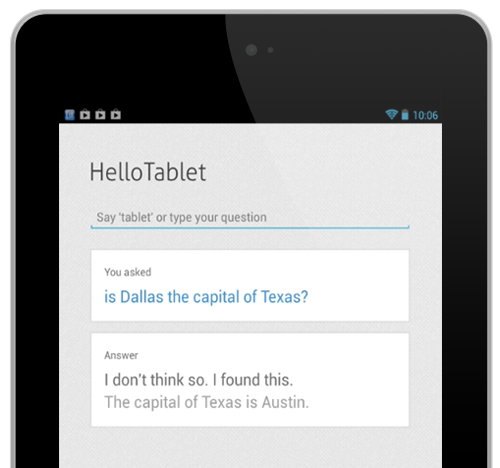 10:06
HelloTablet
Say 'tablet' or type your question
You asked
is Dallas the capital of Texas?
Answer
I don't think so. I found this.
The capital of Texas is Austin.